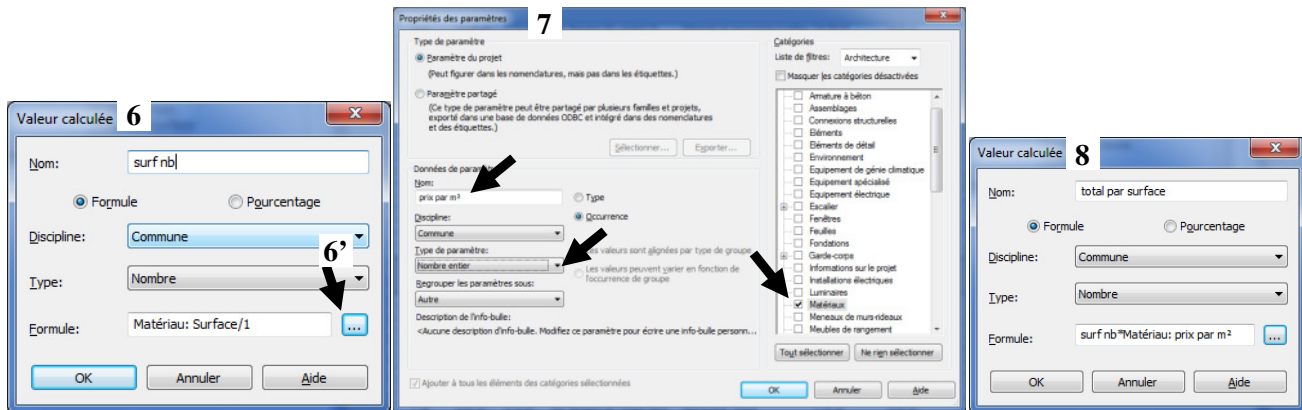 6
Valeur calculée
Nom:
surf nb
Formule
Pourcentage
Discipline:
Commune
6’
Type:
Nombre
Formule:
Matériau: Surface/1
...
OK
Annuler
Aide
7
Propriétés des paramètres
Type de paramètre
Paramètre du projet
(Peut figurer dans les nomenclatures, mais pas dans les étiquettes.)
Paramètre partagé
(Ce type de paramètre peut être partagé par plusieurs familles et projets,
exporté dans une base de données ODBC et intégré dans des nomenclatures
et des étiquettes.)
Sélectionner...
Exporter...
Données de param
Nom:
prix par m²
Type
Discipline:
Occurrence
Commune
Type de paramètre:
es valeurs sont alignées par type de groupe
Nombre entier
Les valeurs peuvent varier en fonction de
l'occurrence de groupe
Regrouper les paramètres sous:
Autre
Description de l'info-bulle:
<Aucune description d'info-bulle. Modifiez ce paramètre pour écrire une info-bulle personn...
Ajouter à tous les éléments des catégories sélectionnées
Catégories
Liste de filtres:
Architecture
Masquer les catégories désactivées
Armature à béton
Assemblages
Connexions structurelles
Eléments
Eléments de détail
Environnement
Equipement de génie climatique
Equipement spécialisé
Equipement électrique
Escalier
Fenêtres
Feuilles
Fondations
Garde-corps
Informations sur le projet
Installations électriques
Luminaires
Matériaux
Meneaux de murs-rideaux
Meubles de rangement
Tout sélectionner
Ne rien sélectionner
OK
Annuler
Aide
8
Valeur calculée
Nom:
total par surface
Formule
Pourcentage
Discipline:
Commune
Type:
Nombre
Formule:
surf nb*Matériau: prix par m²
...
OK
Annuler
Aide